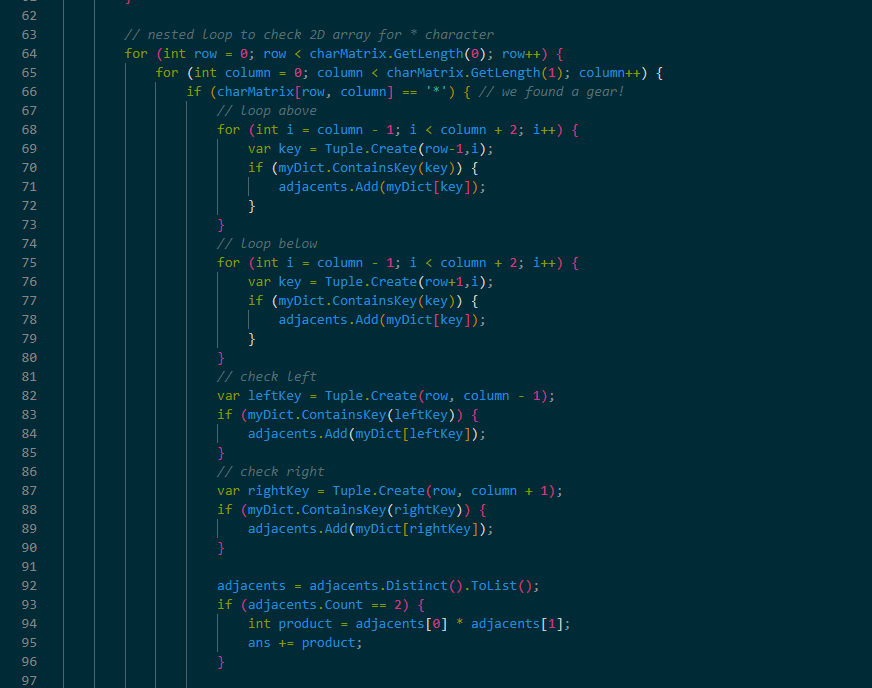 62
63 // nested loop to check 2D array for * character
64 for (int row = 0; row < charMatrix.GetLength(0); row++) {
65 for (int column = 0; column < charMatrix.GetLength(1); column++) {
66 if (charMatrix[row, column] == '*') { // we found a gear!
67 // loop above
68 for (int i = column - 1; i < column + 2; i++) {
69 var key = Tuple.Create(row-1,i);
70 if (myDict.ContainsKey(key)) {
71 adjacents.Add(myDict[key]);
72 }
73 }
74 // loop below
75 for (int i = column - 1; i < column + 2; i++) {
76 var key = Tuple.Create(row+1,i);
77 if (myDict.ContainsKey(key)) {
78 adjacents.Add(myDict[key]);
79 }
80 }
81 // check left
82 var leftKey = Tuple.Create(row, column - 1);
83 if (myDict.ContainsKey(leftKey)) {
84 adjacents.Add(myDict[leftKey]);
85 }
86 // check right
87 var rightKey = Tuple.Create(row, column + 1);
88 if (myDict.ContainsKey(rightKey)) {
89 adjacents.Add(myDict[rightKey]);
90 }
91
92 adjacents = adjacents.Distinct().ToList();
93 if (adjacents.Count == 2) {
94 int product = adjacents[0] * adjacents[1];
95 ans += product;
96 }
97